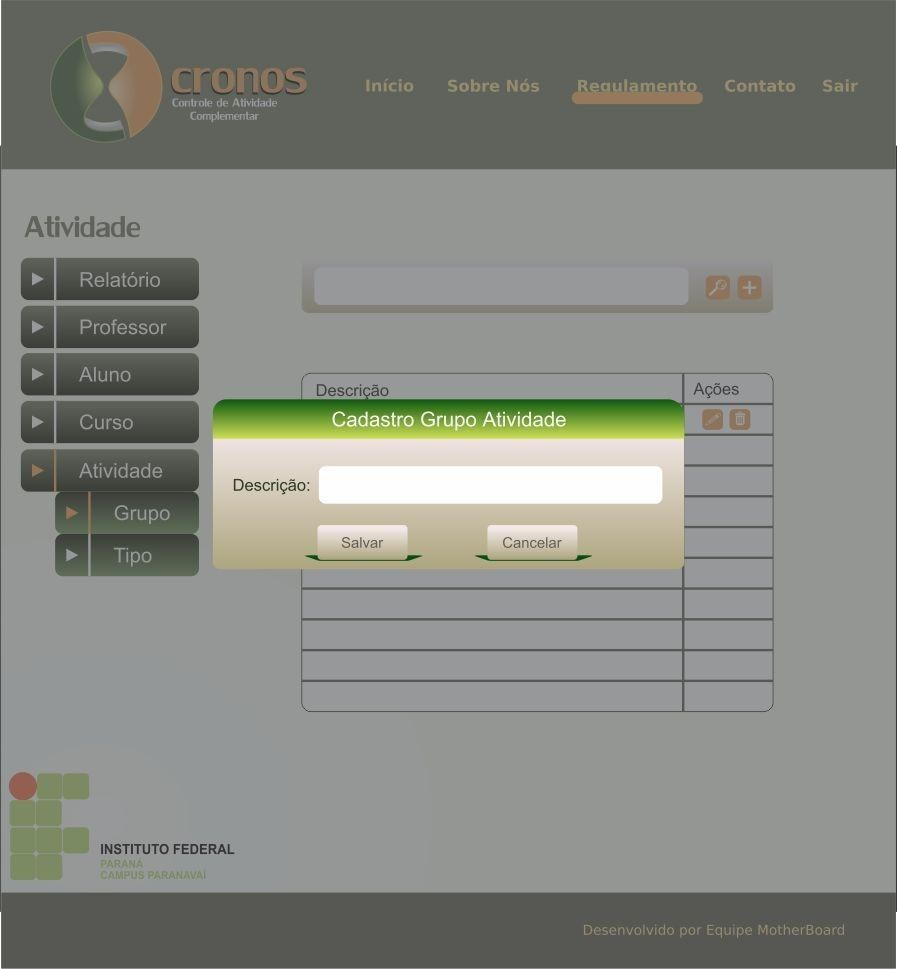 cronos
Controle de Atividade
Complementar
Início Sobre Nós Regulamento Contato Sair
Atividade
Relatório
Professor
Aluno
Curso
Atividade
Grupo
Tipo
Descrição Ações
Cadastro Grupo Atividade
Descrição:
Salvar Cancelar
INSTITUTO FEDERAL
PARANÁ
CAMPUS PARANAVAÍ
Desenvolvido por Equipe MotherBoard